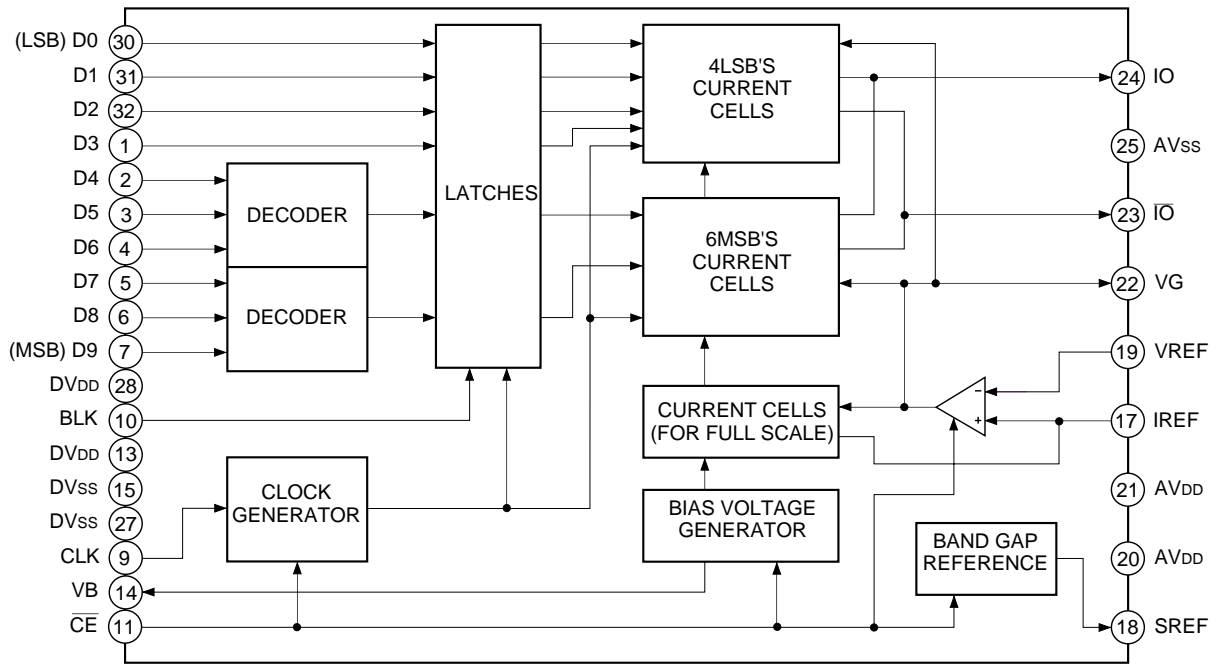 (LSB) D0 30
D1 31
D2 32
D3 1
D4 2
D5 3
D6 4
D7 5
D8 6
(MSB) D9 7
DVDD 28
BLK 10
DVDD 13
DVSS 15
DVSS 27
CLK 9
VB 14
C̅E̅ 11
DECODER
DECODER
CLOCK
GENERATOR
LATCHES
4LSB'S
CURRENT
CELLS
6MSB'S
CURRENT
CELLS
CURRENT CELLS
(FOR FULL SCALE)
BIAS VOLTAGE
GENERATOR
−
+
BAND GAP
REFERENCE
24 IO
25 AVSS
23 I̅O̅
22 VG
19 VREF
17 IREF
21 AVDD
20 AVDD
18 SREF